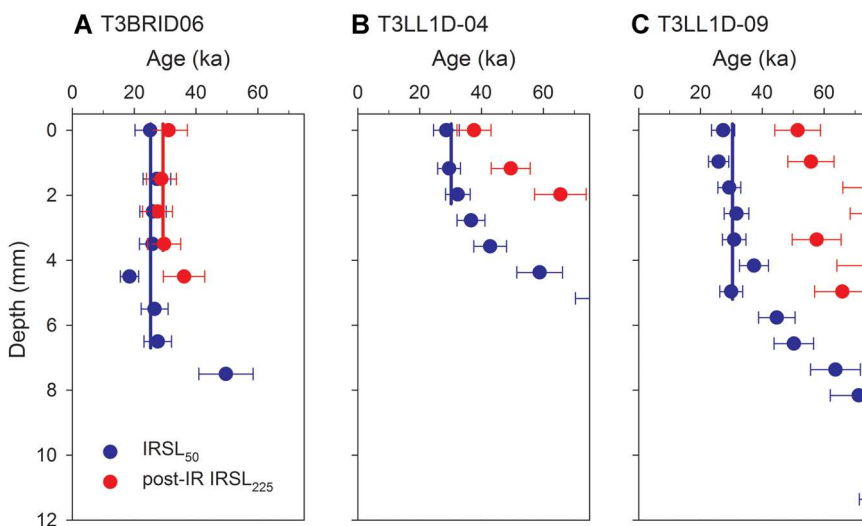 A T3BRID06
B T3LL1D-04
C T3LL1D-09
Age (ka)
Age (ka)
Age (ka)
0 20 40 60
0 20 40 60
0 20 40 60
Depth (mm)
0
2
4
6
8
10
12
IRSL50
post-IR IRSL225